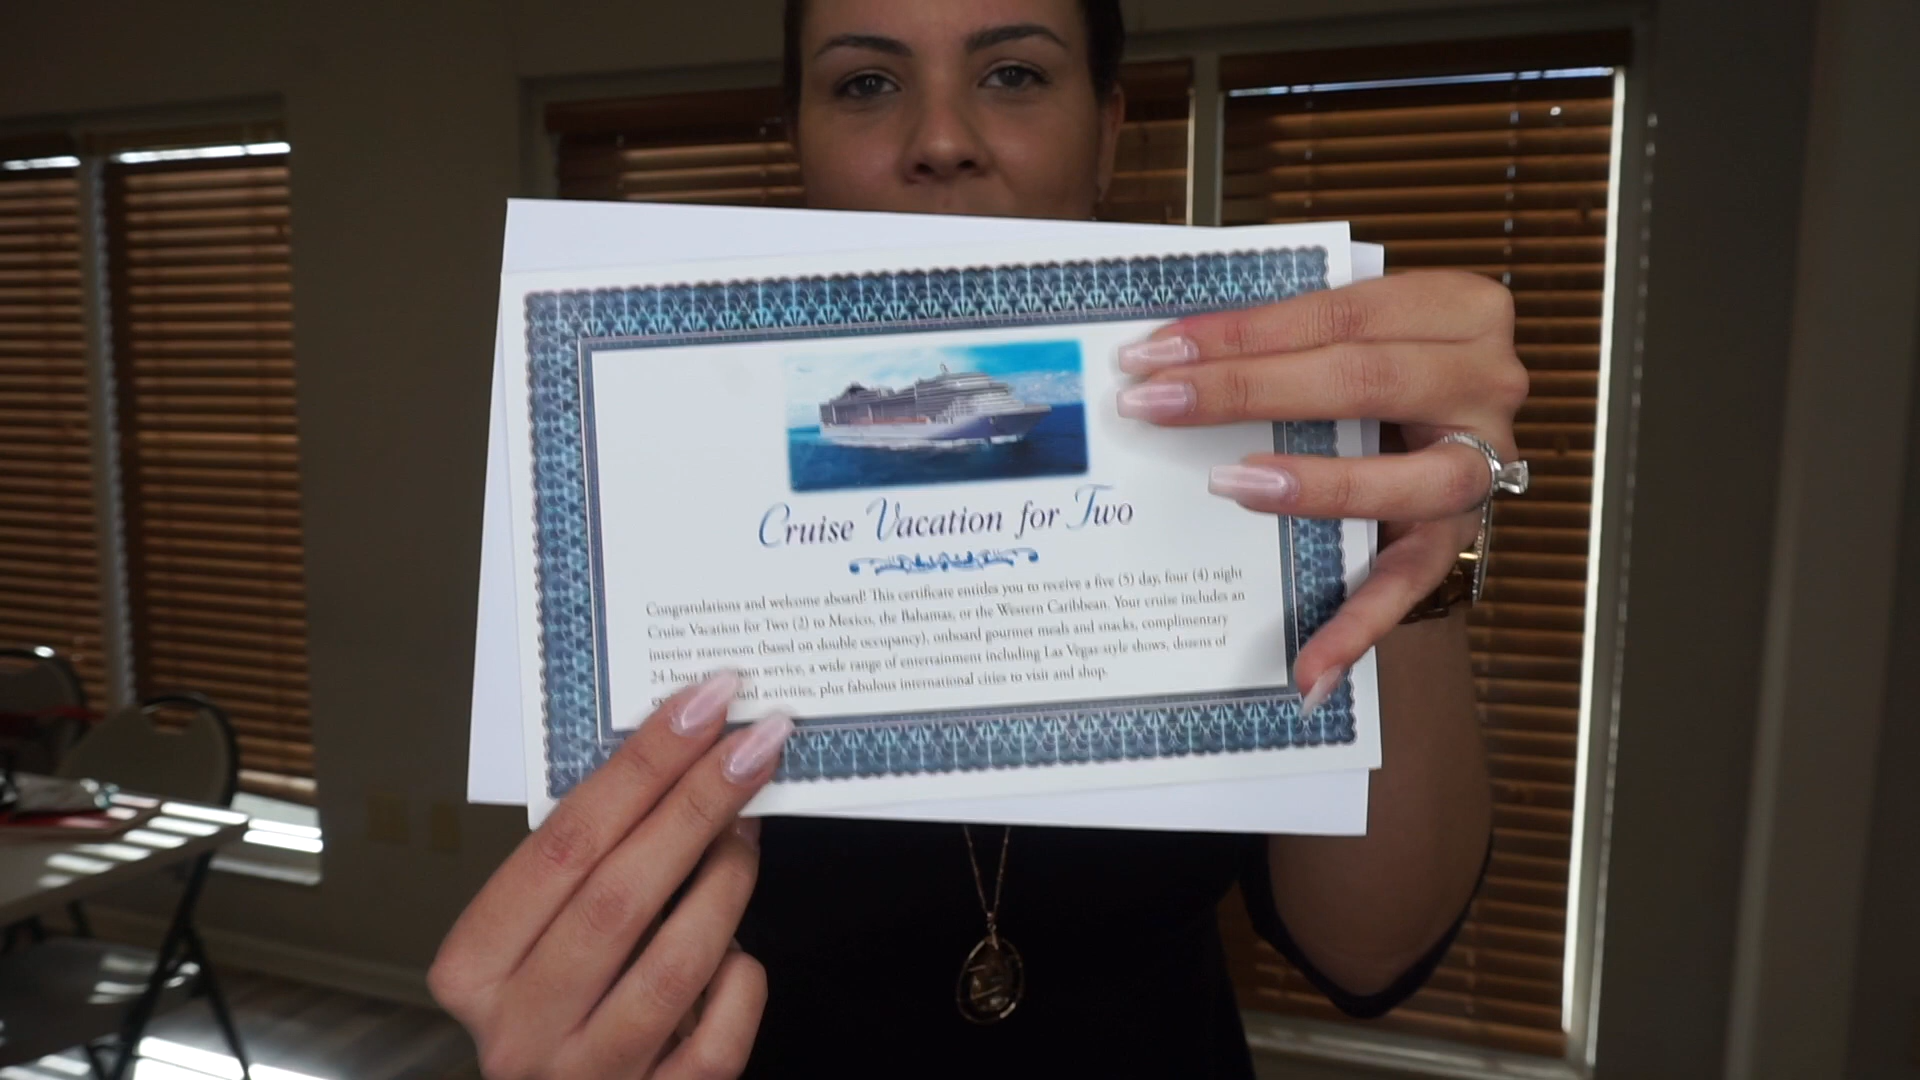 Cruise Vacation for Two
Congratulations and welcome aboard! This certificate entitles you to receive a five (5) day, four (4) night
Cruise Vacation for Two (2) to Mexico, the Bahamas, or the Western Caribbean. Your cruise includes an
interior stateroom (based on double occupancy), onboard gourmet meals and snacks, complimentary
24 hour service, a wide range of entertainment including Las Vegas style shows, dozens of
activities, plus fabulous international cities to visit and shop.